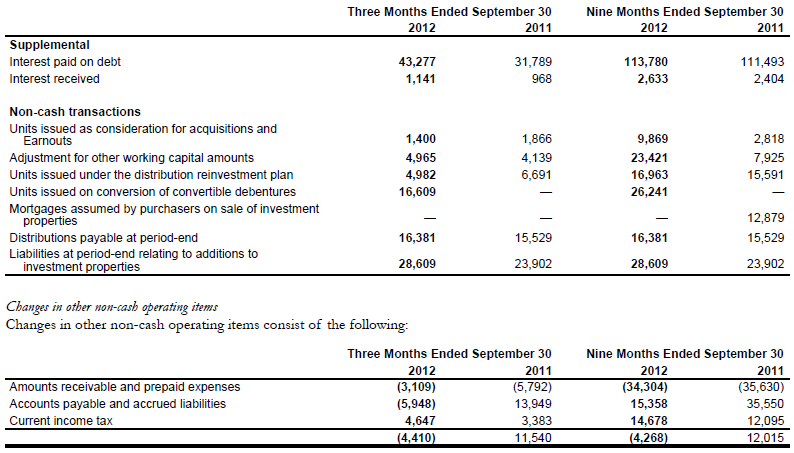 Three Months Ended September 30 Nine Months Ended September 30
2012 2011 2012 2011
Supplemental
Interest paid on debt 43,277 31,789 113,780 111,493
Interest received 1,141 968 2,633 2,404
Non-cash transactions
Units issued as consideration for acquisitions and
Earnouts 1,400 1,866 9,869 2,818
Adjustment for other working capital amounts 4,965 4,139 23,421 7,925
Units issued under the distribution reinvestment plan 4,982 6,691 16,963 15,591
Units issued on conversion of convertible debentures 16,609 — 26,241 —
Mortgages assumed by purchasers on sale of investment
properties — — — 12,879
Distributions payable at period-end 16,381 15,529 16,381 15,529
Liabilities at period-end relating to additions to
investment properties 28,609 23,902 28,609 23,902
Changes in other non-cash operating items
Changes in other non-cash operating items consist of the following:
Three Months Ended September 30 Nine Months Ended September 30
2012 2011 2012 2011
Amounts receivable and prepaid expenses (3,109) (5,792) (34,304) (35,630)
Accounts payable and accrued liabilities (5,948) 13,949 15,358 35,550
Current income tax 4,647 3,383 14,678 12,095
(4,410) 11,540 (4,268) 12,015